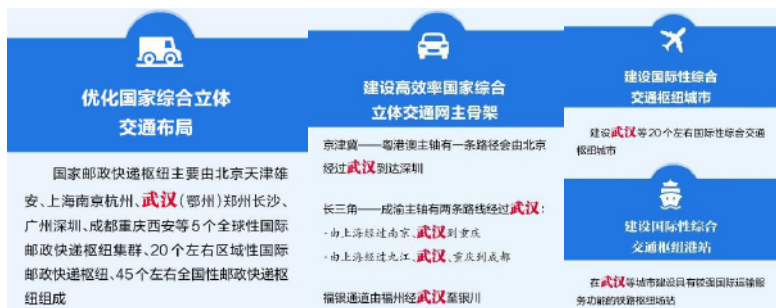 优化国家综合立体
交通布局
国家邮政快递枢纽主要由北京天津雄
安、上海南京杭州、武汉(鄂州)郑州长沙、
广州深圳、成都重庆西安等5个全球性国际
邮政快递枢纽集群、20个左右区域性国际
邮政快递枢纽、45个左右全国性邮政快递枢
纽组成
建设高效率国家综合
立体交通网主骨架
京津冀——粤港澳主轴有一条路径会由北京
经过武汉到达深圳
长三角——成渝主轴有两条路线经过武汉：
·由上海经过南京、武汉到重庆
·由上海经过九江、武汉、重庆到成都
福银通道由福州经武汉至银川
建设国际性综合
交通枢纽城市
建设武汉等20个左右国际性综合交通
枢纽城市
建设国际性综合
交通枢纽港站
在武汉等城市建设具有较强国际运输服
务功能的铁路枢纽场站